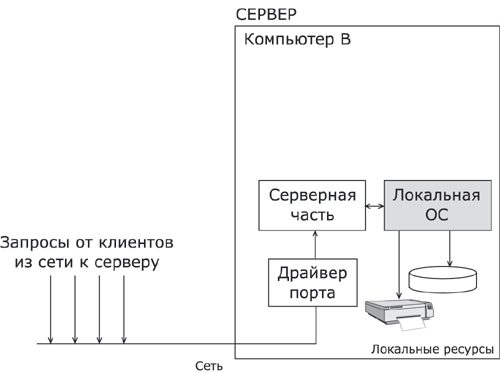 СЕРВЕР
Компьютер В
Серверная
часть
Локальная
ОС
Запросы от клиентов
из сети к серверу
Драйвер
порта
Локальные ресурсы
Сеть